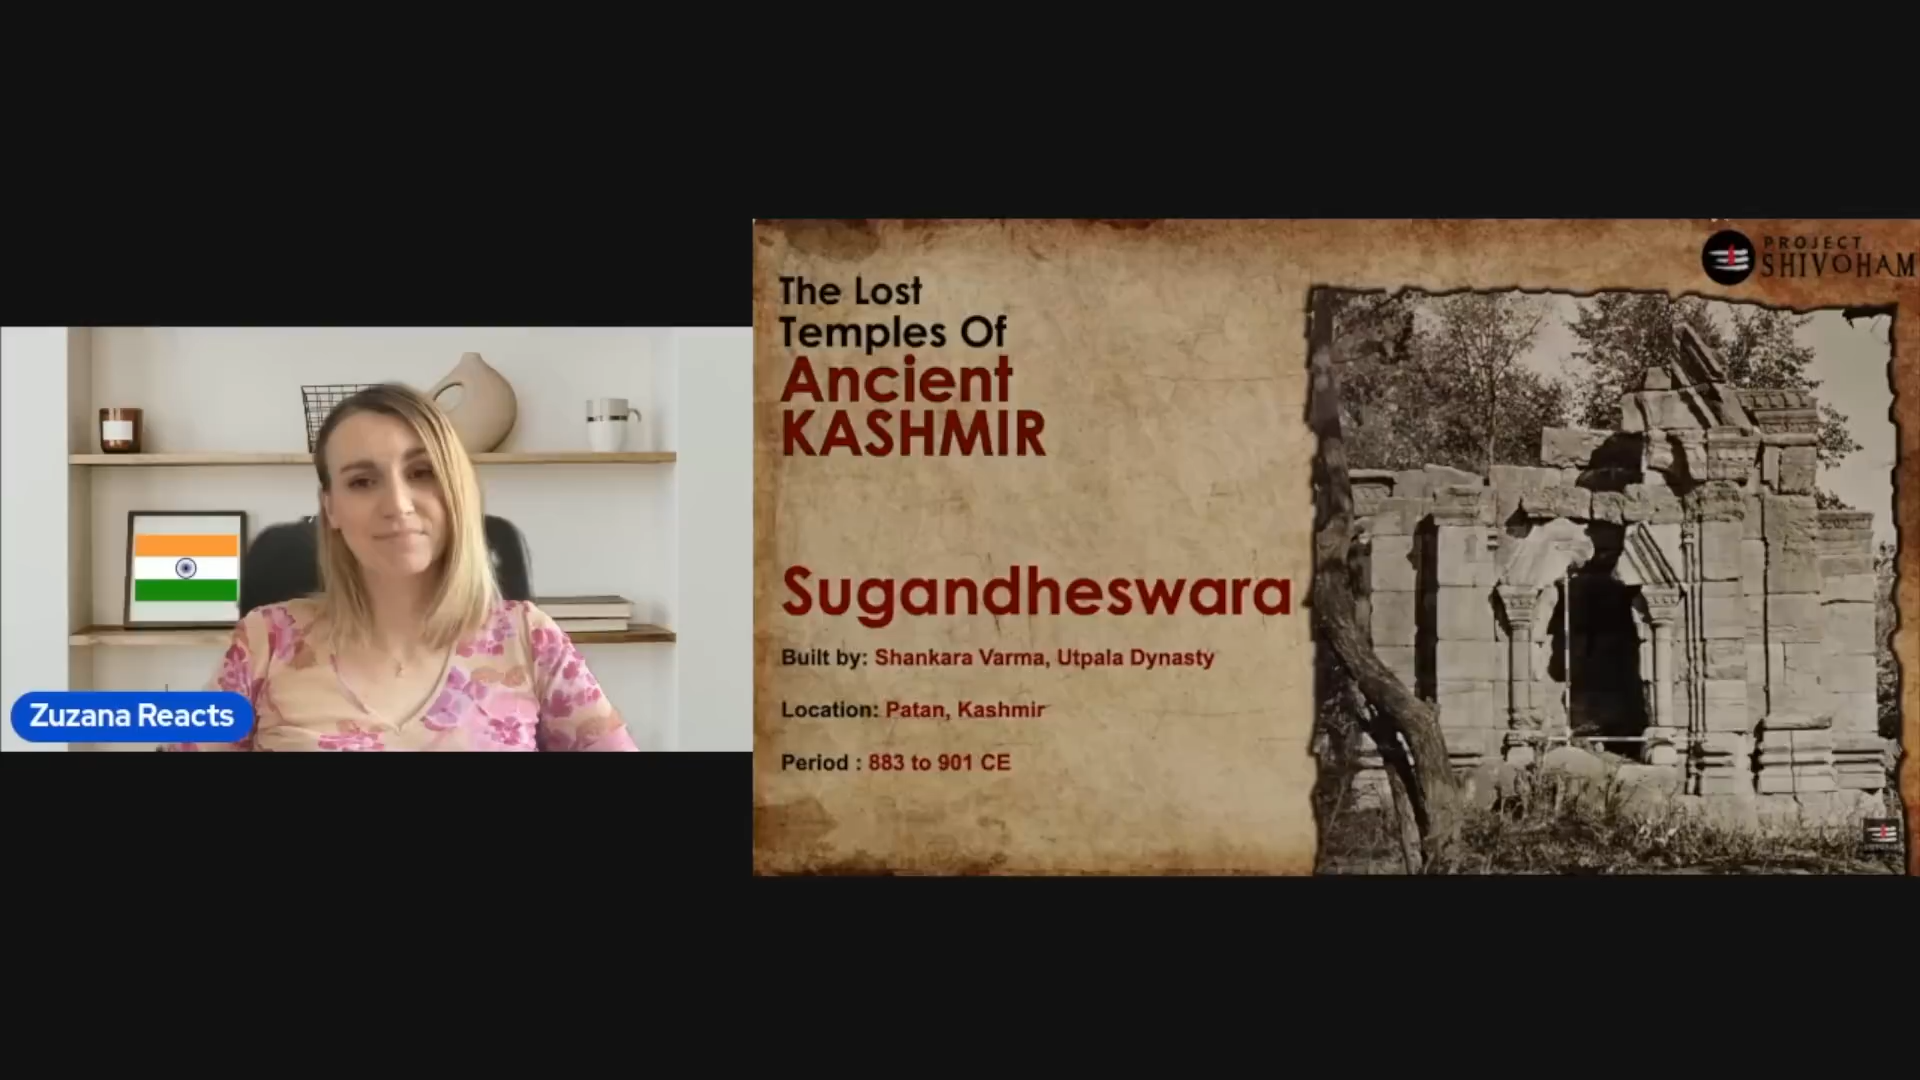 Zuzana Reacts
The Lost
Temples Of
Ancient
KASHMIR
Sugandheswara
Built by: Shankara Varma, Utpala Dynasty
Location: Patan, Kashmir
Period : 883 to 901 CE
PROJECT
SHIVOHAM